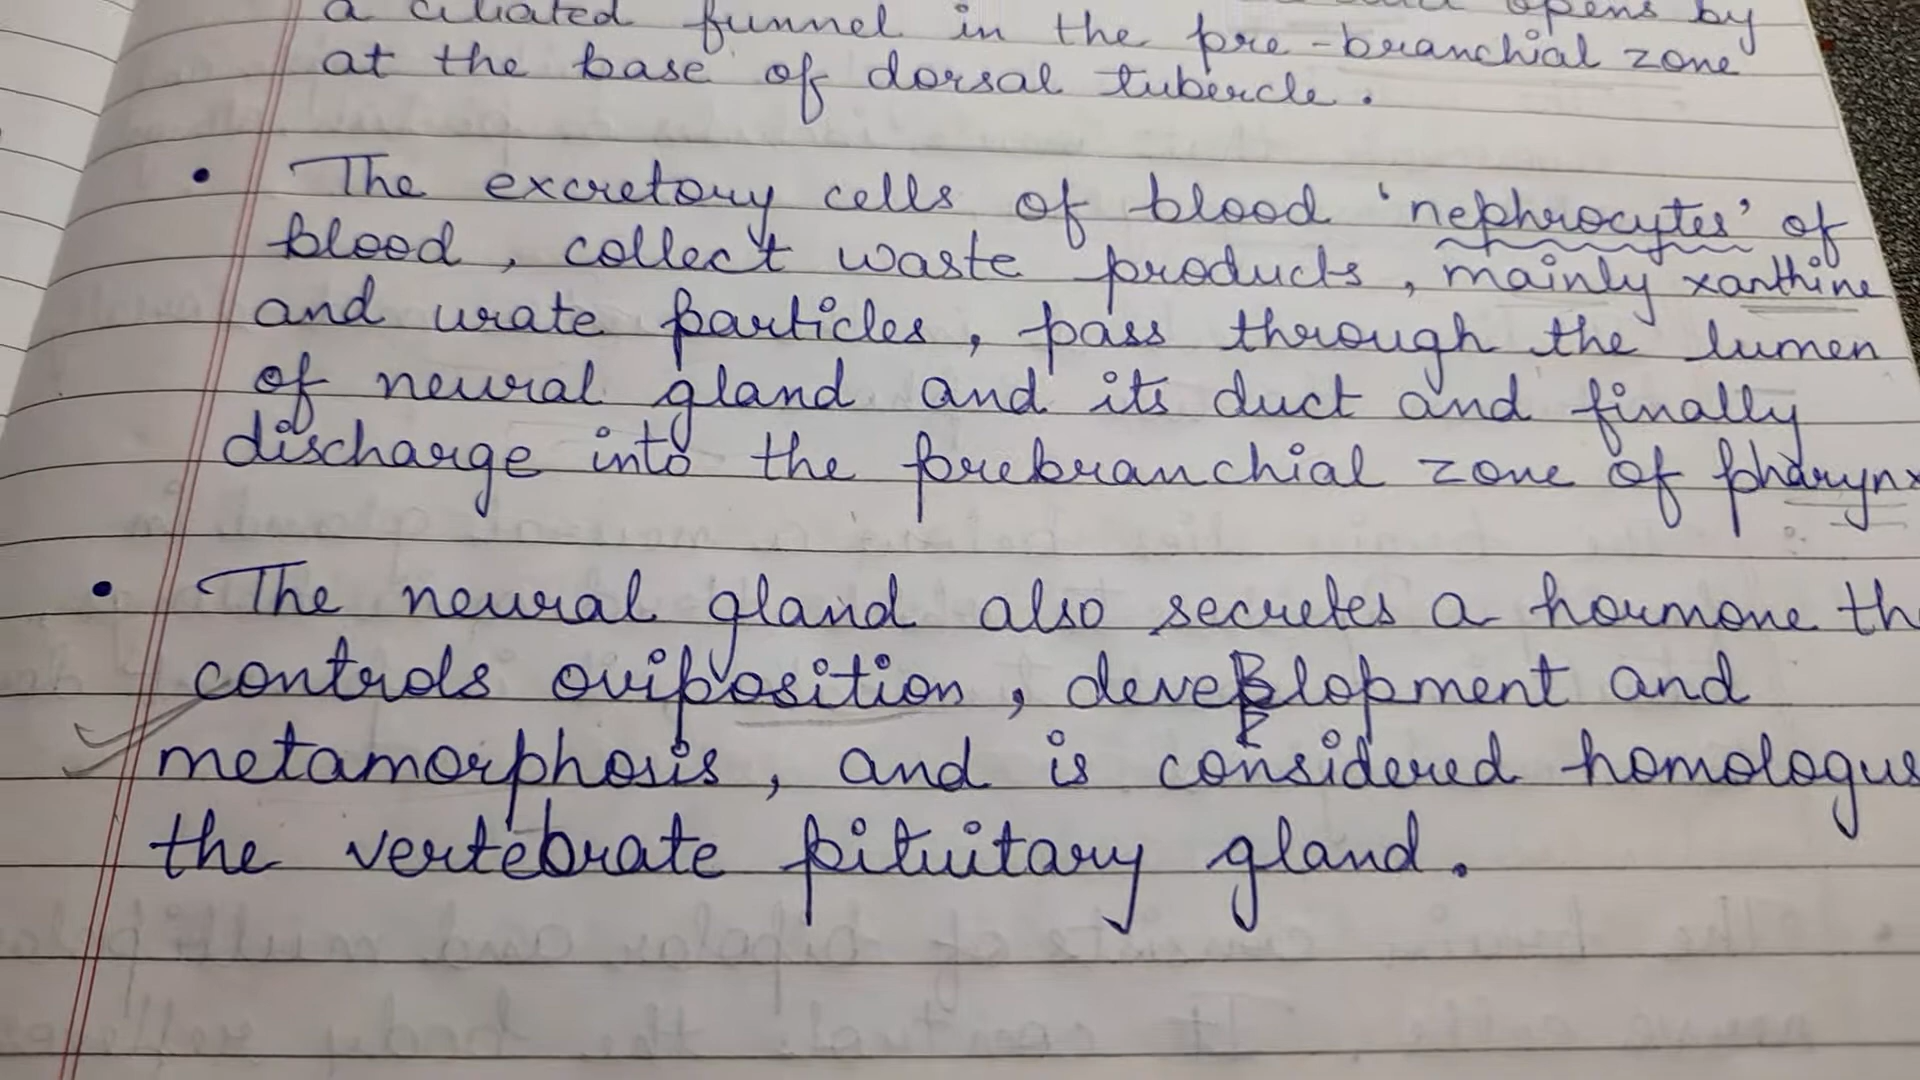 a ciliated funnel in the pre-branchial zone opens by
at the base of dorsal tubercle.
• The excretory cells of blood 'nephrocytes' of
blood, collect waste products, mainly xanthine
and urate particles, pass through the lumen
of neural gland and its duct and finally
discharge into the prebranchial zone of pharynx
• The neural gland also secretes a hormone th
controls oviposition, development and
metamorphosis, and is considered homologus
the vertebrate pituitary gland.